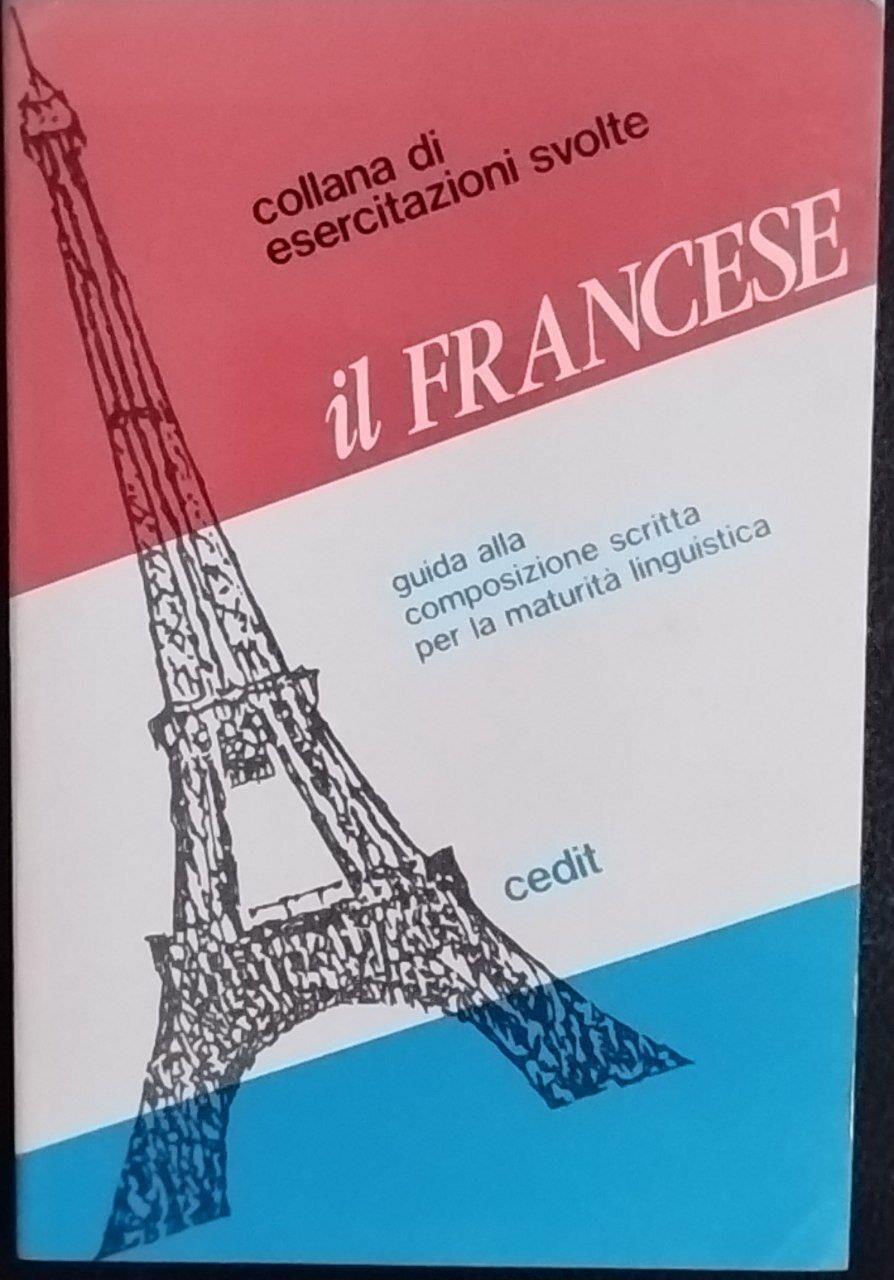 collana di
esercitazioni svolte
il FRANCESE
guida alla
composizione scritta
per la maturità linguistica
cedit